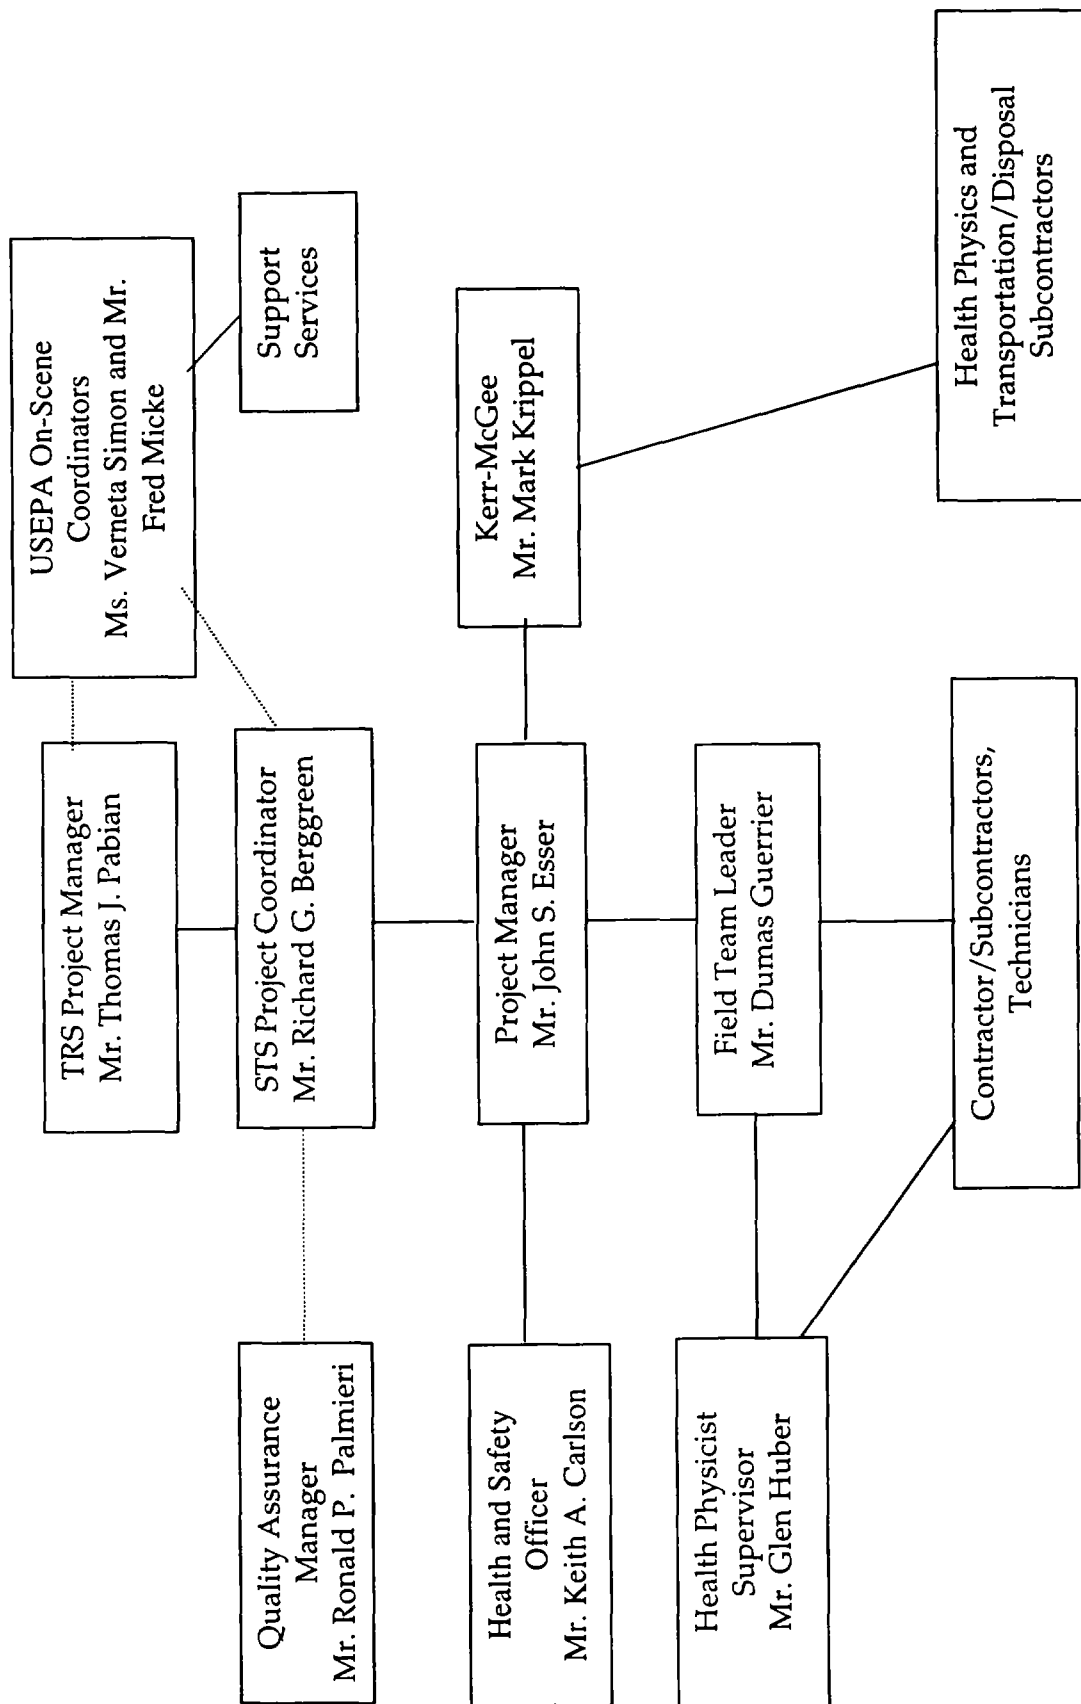 TRS Project Manager
Mr. Thomas J. Pabian
USEPA On-Scene
Coordinators
Ms. Verneta Simon and Mr.
Fred Micke
Quality Assurance
Manager
Mr. Ronald P. Palmieri
STS Project Coordinator
Mr. Richard G. Berggreen
Support
Services
Health and Safety
Officer
Mr. Keith A. Carlson
Project Manager
Mr. John S. Esser
Kerr-McGee
Mr. Mark Krippel
Health Physicist
Supervisor
Mr. Glen Huber
Field Team Leader
Mr. Dumas Guerrier
Contractor/Subcontractors,
Technicians
Health Physics and
Transportation/Disposal
Subcontractors